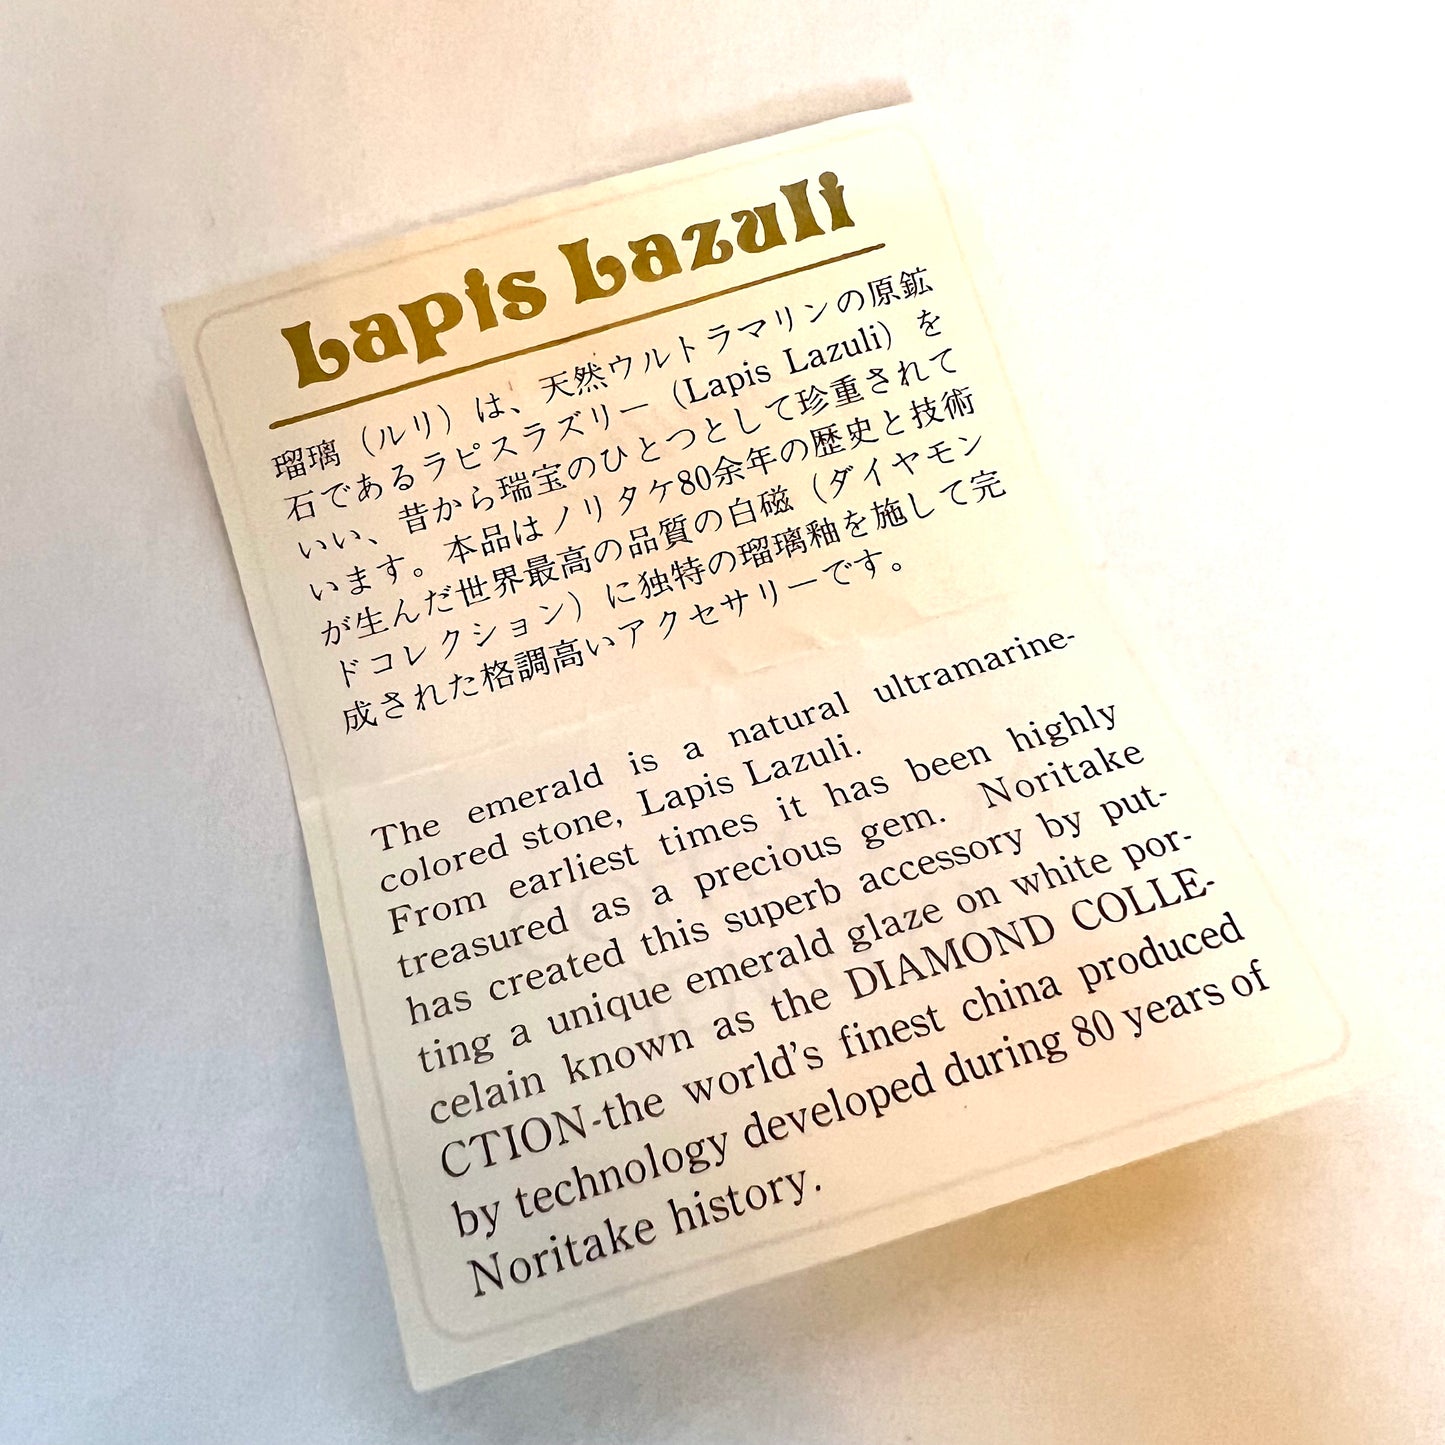 Lapis Lazuli
瑠璃（ルリ）は、天然ウルトラマリンの原鉱
石であるラピスラズリー（Lapis Lazuli）を
いい、昔から瑞宝のひとつとして珍重されて
います。本品はノリタケ80余年の歴史と技術
が生んだ世界最高の品質の白磁（ダイヤモン
ドコレクション）に独特の瑠璃釉を施して完
成された格調高いアクセサリーです。
The emerald is a natural ultramarine-
colored stone, Lapis Lazuli.
From earliest times it has been highly
treasured as a precious gem. Noritake
has created this superb accessory by put-
ting a unique emerald glaze on white por-
celain known as the DIAMOND COLLE-
CTION-the world's finest china produced
by technology developed during 80 years of
Noritake history.